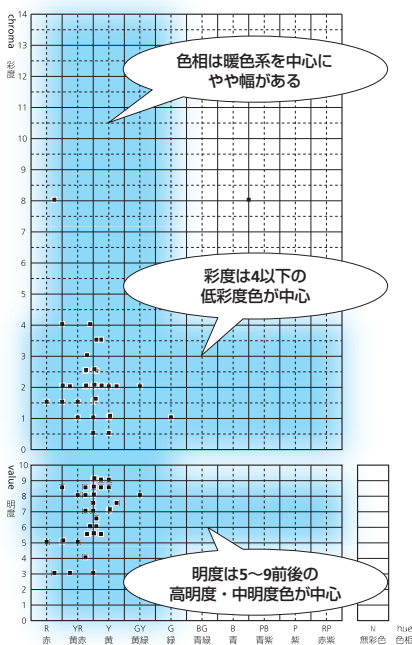 chroma 彩度
14
13
12
11
10
9
8
7
6
5
4
3
2
1
0
色相は暖色系を中心に
やや幅がある
彩度は4以下の
低彩度色が中心
value 明度
10
9
8
7
6
5
4
3
2
1
0
明度は5〜9前後の
高明度・中明度色が中心
R YR Y GY G BG B PB P RP N hue
赤 黄赤 黄 黄緑 緑 青緑 青 青紫 紫 赤紫 無彩色 色相